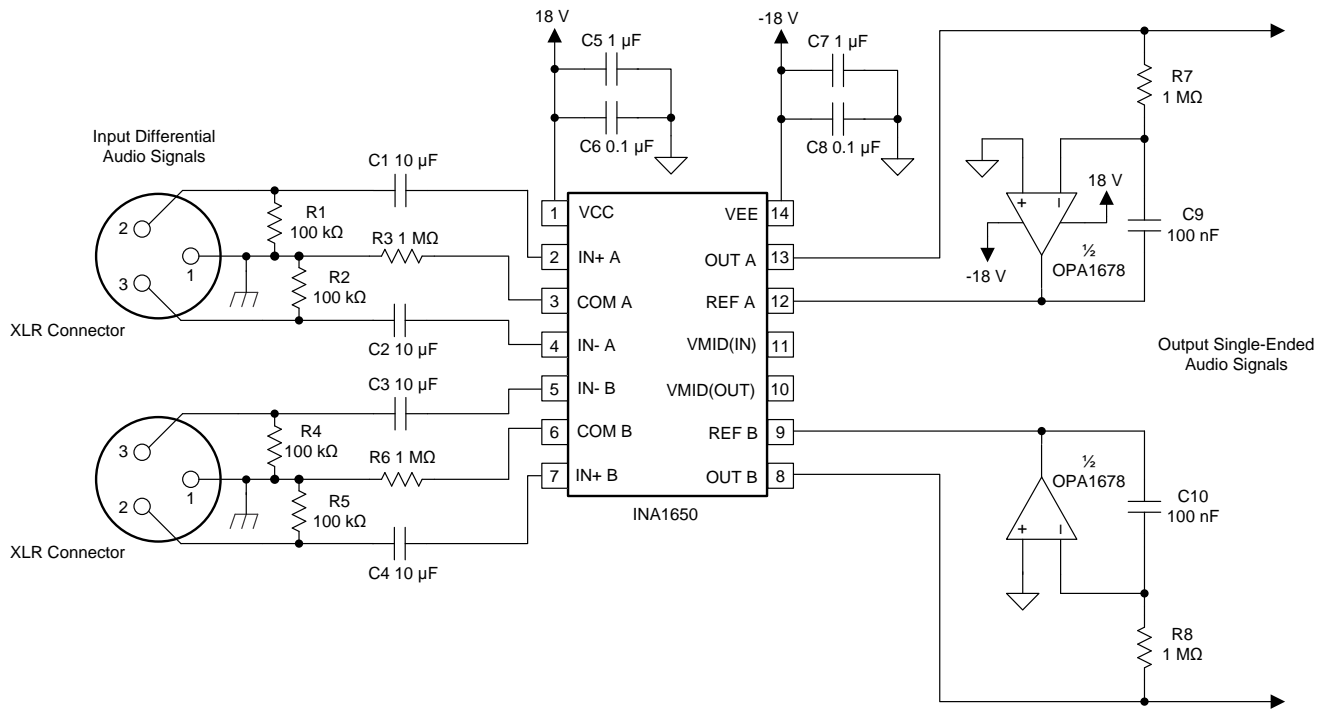 18 V
-18 V
C5 1 µF
C7 1 µF
C6 0.1 µF
C8 0.1 µF
Input Differential
Audio Signals
C1 10 µF
R1
100 kΩ
R3 1 MΩ
R2
100 kΩ
C2 10 µF
2
1
3
XLR Connector
C3 10 µF
R4
100 kΩ
R6 1 MΩ
R5
100 kΩ
C4 10 µF
3
1
2
XLR Connector
1 VCC
2 IN+ A
3 COM A
4 IN- A
5 IN- B
6 COM B
7 IN+ B
VEE 14
OUT A 13
REF A 12
VMID(IN) 11
VMID(OUT) 10
REF B 9
OUT B 8
INA1650
R7
1 MΩ
+
–
18 V
-18 V
½
OPA1678
C9
100 nF
Output Single-Ended
Audio Signals
½
OPA1678
+
–
C10
100 nF
R8
1 MΩ